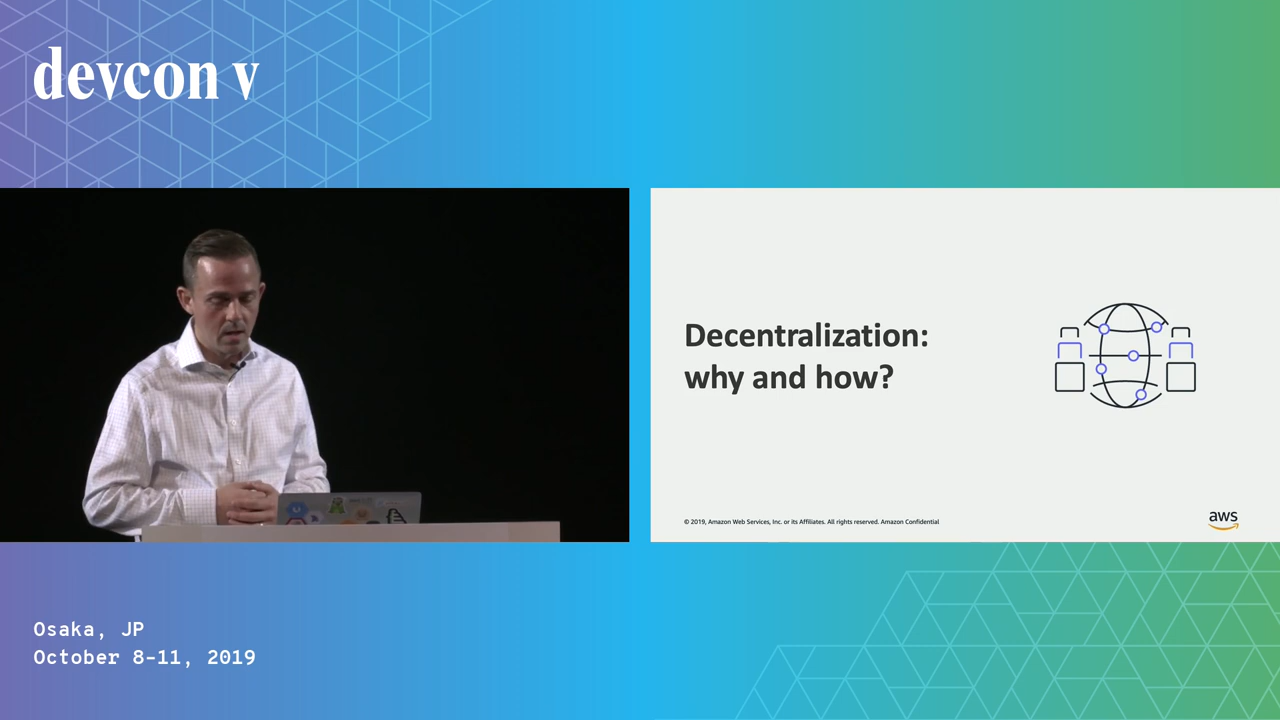 devcon v
Decentralization:
why and how?
© 2019, Amazon Web Services, Inc. or its Affiliates. All rights reserved. Amazon Confidential
aws
Osaka, JP
October 8-11, 2019